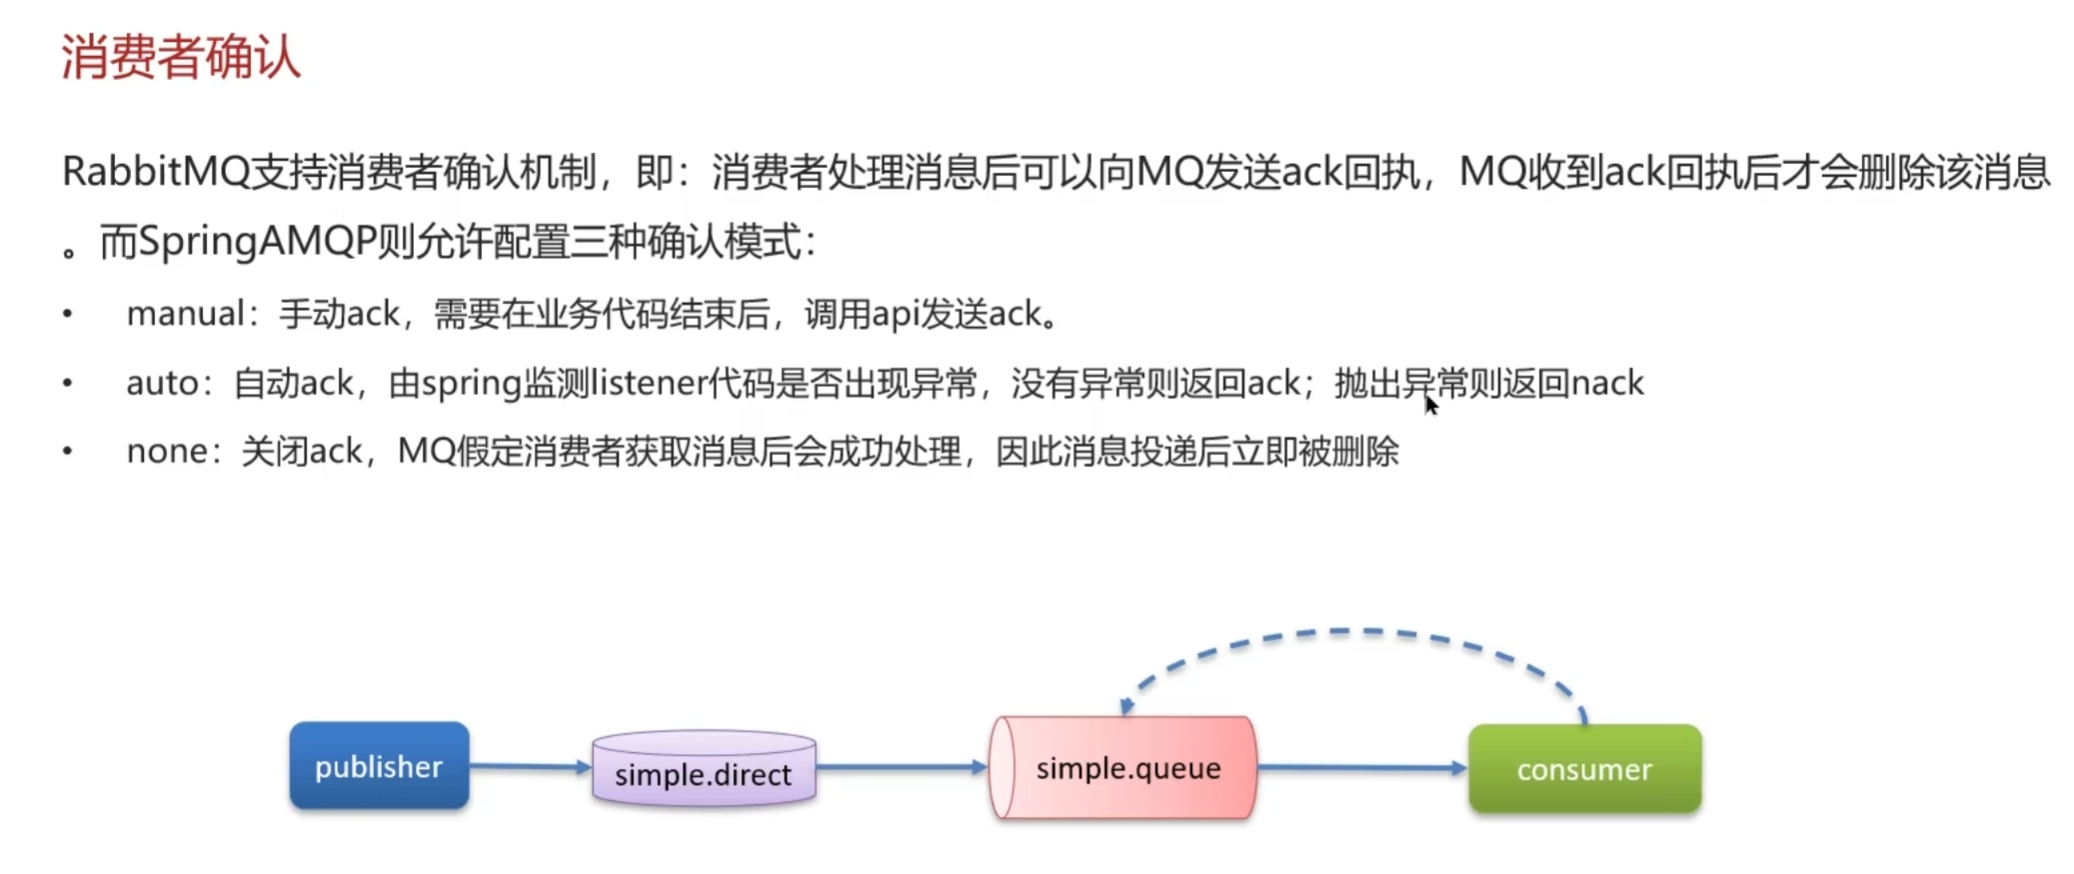 消费者确认
RabbitMQ支持消费者确认机制，即：消费者处理消息后可以向MQ发送ack回执，MQ收到ack回执后才会删除该消息
。而SpringAMQP则允许配置三种确认模式：
• manual：手动ack，需要在业务代码结束后，调用api发送ack。
• auto：自动ack，由spring监测listener代码是否出现异常，没有异常则返回ack；抛出异常则返回nack
• none：关闭ack，MQ假定消费者获取消息后会成功处理，因此消息投递后立即被删除
publisher
simple.direct
simple.queue
consumer